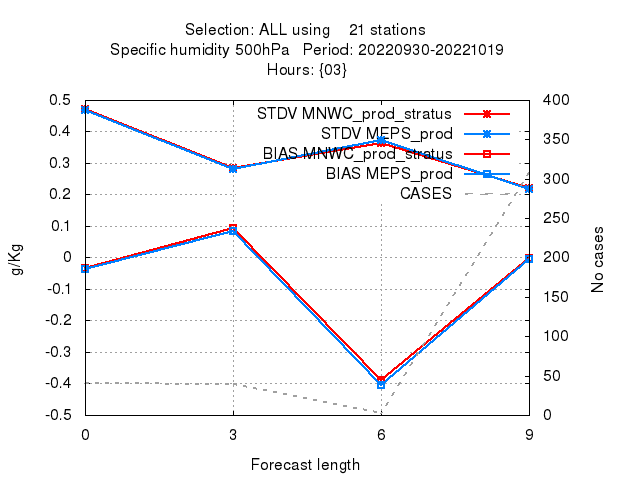 Selection: ALL using 21 stations
Specific humidity 500hPa Period: 20220930-20221019
Hours: {03}
STDV MNWC_prod_stratus
STDV MEPS_prod
BIAS MNWC_prod_stratus
BIAS MEPS_prod
CASES
0.5
0.4
0.3
0.2
0.1
0
-0.1
-0.2
-0.3
-0.4
-0.5
g/Kg
400
350
300
250
200
150
100
50
0
No cases
0 3 6 9
Forecast length